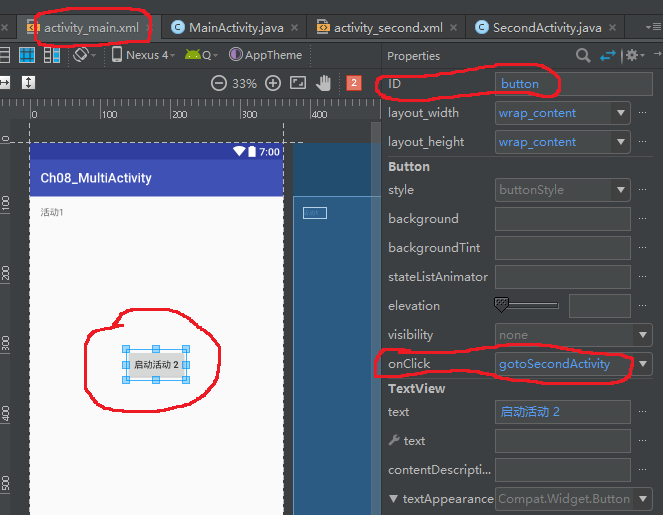 activity_main.xml
MainActivity.java
activity_second.xml
SecondActivity.java
Nexus 4
Q
AppTheme
Properties
33%
2
ID
button
0
100
200
400
layout_width
wrap_content
layout_height
wrap_content
Button
style
buttonStyle
background
backgroundTint
stateListAnimator
elevation
visibility
none
onClick
gotoSecondActivity
TextView
text
启动活动 2
text
contentDescripti...
textAppearance
Compat.Widget.Button
0
100
200
300
400
500
7:00
Ch08_MultiActivity
活动1
启动活动 2